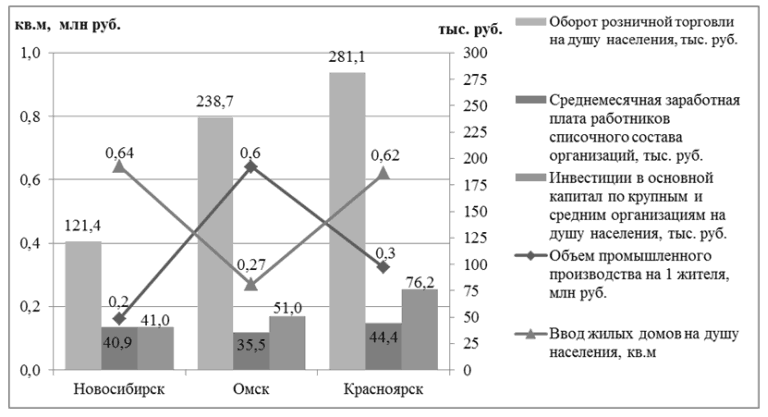 кв.м, млн руб.
тыс. руб.
1,0
0,8
0,6
0,4
0,2
0,0
300
275
250
225
200
175
150
125
100
75
50
25
0
121,4
238,7
281,1
0,64
0,6
0,62
0,27
0,3
0,2
40,9
41,0
35,5
51,0
44,4
76,2
Новосибирск
Омск
Красноярск
Оборот розничной торговли
на душу населения, тыс. руб.
Среднемесячная заработная
плата работников
списочного состава
организаций, тыс. руб.
Инвестиции в основной
капитал по крупным и
средним организациям на
душу населения, тыс. руб.
Объем промышленного
производства на 1 жителя,
млн руб.
Ввод жилых домов на душу
населения, кв.м